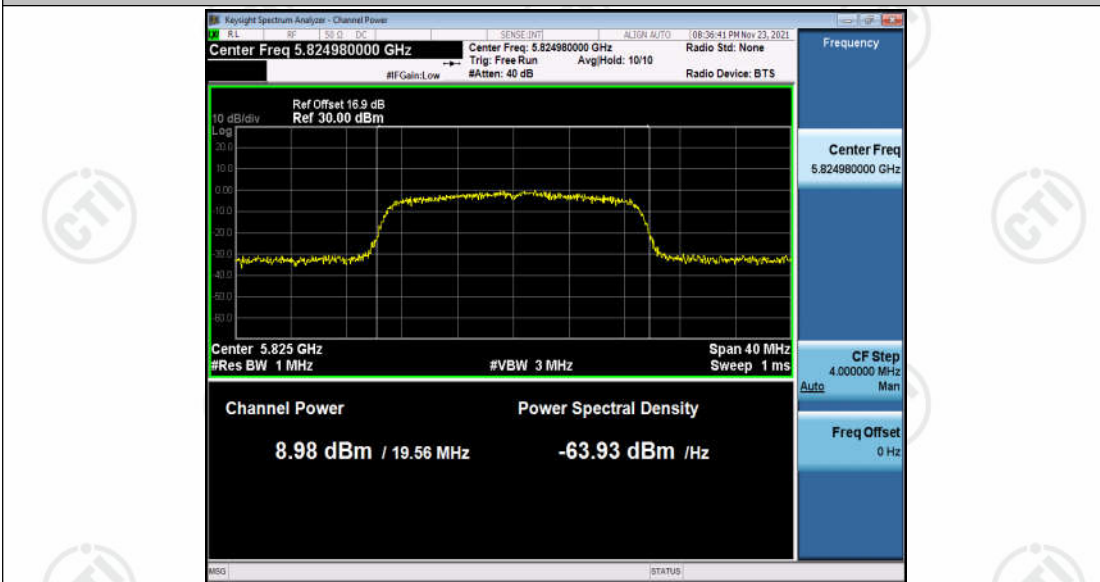 Keysight Spectrum Analyzer - Channel Power
RL RF 50 Ω DC SENSE:INT ALIGN AUTO 08:36:41 PM Nov 23, 2021
Center Freq 5.824980000 GHz
Center Freq: 5.824980000 GHz
Radio Std: None
Trig: Free Run Avg|Hold: 10/10
#IFGain:Low #Atten: 40 dB Radio Device: BTS
Ref Offset 16.9 dB
10 dB/div Ref 30.00 dBm
Log
20.0
10.0
0.00
-10.0
-20.0
-30.0
-40.0
-50.0
-60.0
Center 5.825 GHz Span 40 MHz
#Res BW 1 MHz #VBW 3 MHz Sweep 1 ms
Channel Power Power Spectral Density
8.98 dBm / 19.56 MHz -63.93 dBm /Hz
MSG STATUS
Frequency
Center Freq
5.824980000 GHz
CF Step
4.000000 MHz
Auto Man
Freq Offset
0 Hz
CTI
CTI